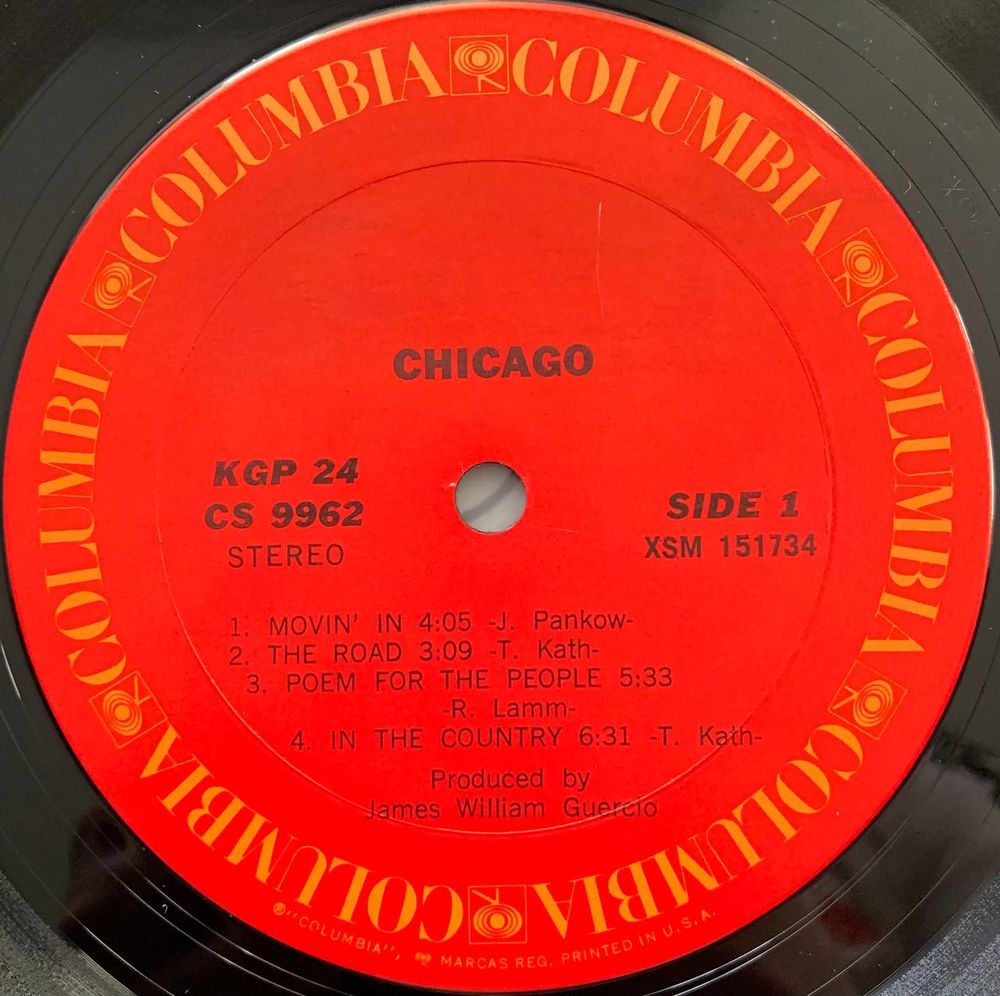 COLUMBIA COLUMBIA COLUMBIA COLUMBIA COLUMBIA COLUMBIA
CHICAGO
KGP 24
CS 9962
STEREO
SIDE 1
XSM 151734
1. MOVIN' IN 4:05 -J. Pankow-
2. THE ROAD 3:09 -T. Kath-
3. POEM FOR THE PEOPLE 5:33
-R. Lamm-
4. IN THE COUNTRY 6:31 -T. Kath-
Produced by
James William Guercio
®"COLUMBIA", MARCAS REG. PRINTED IN U.S.A.
XSM